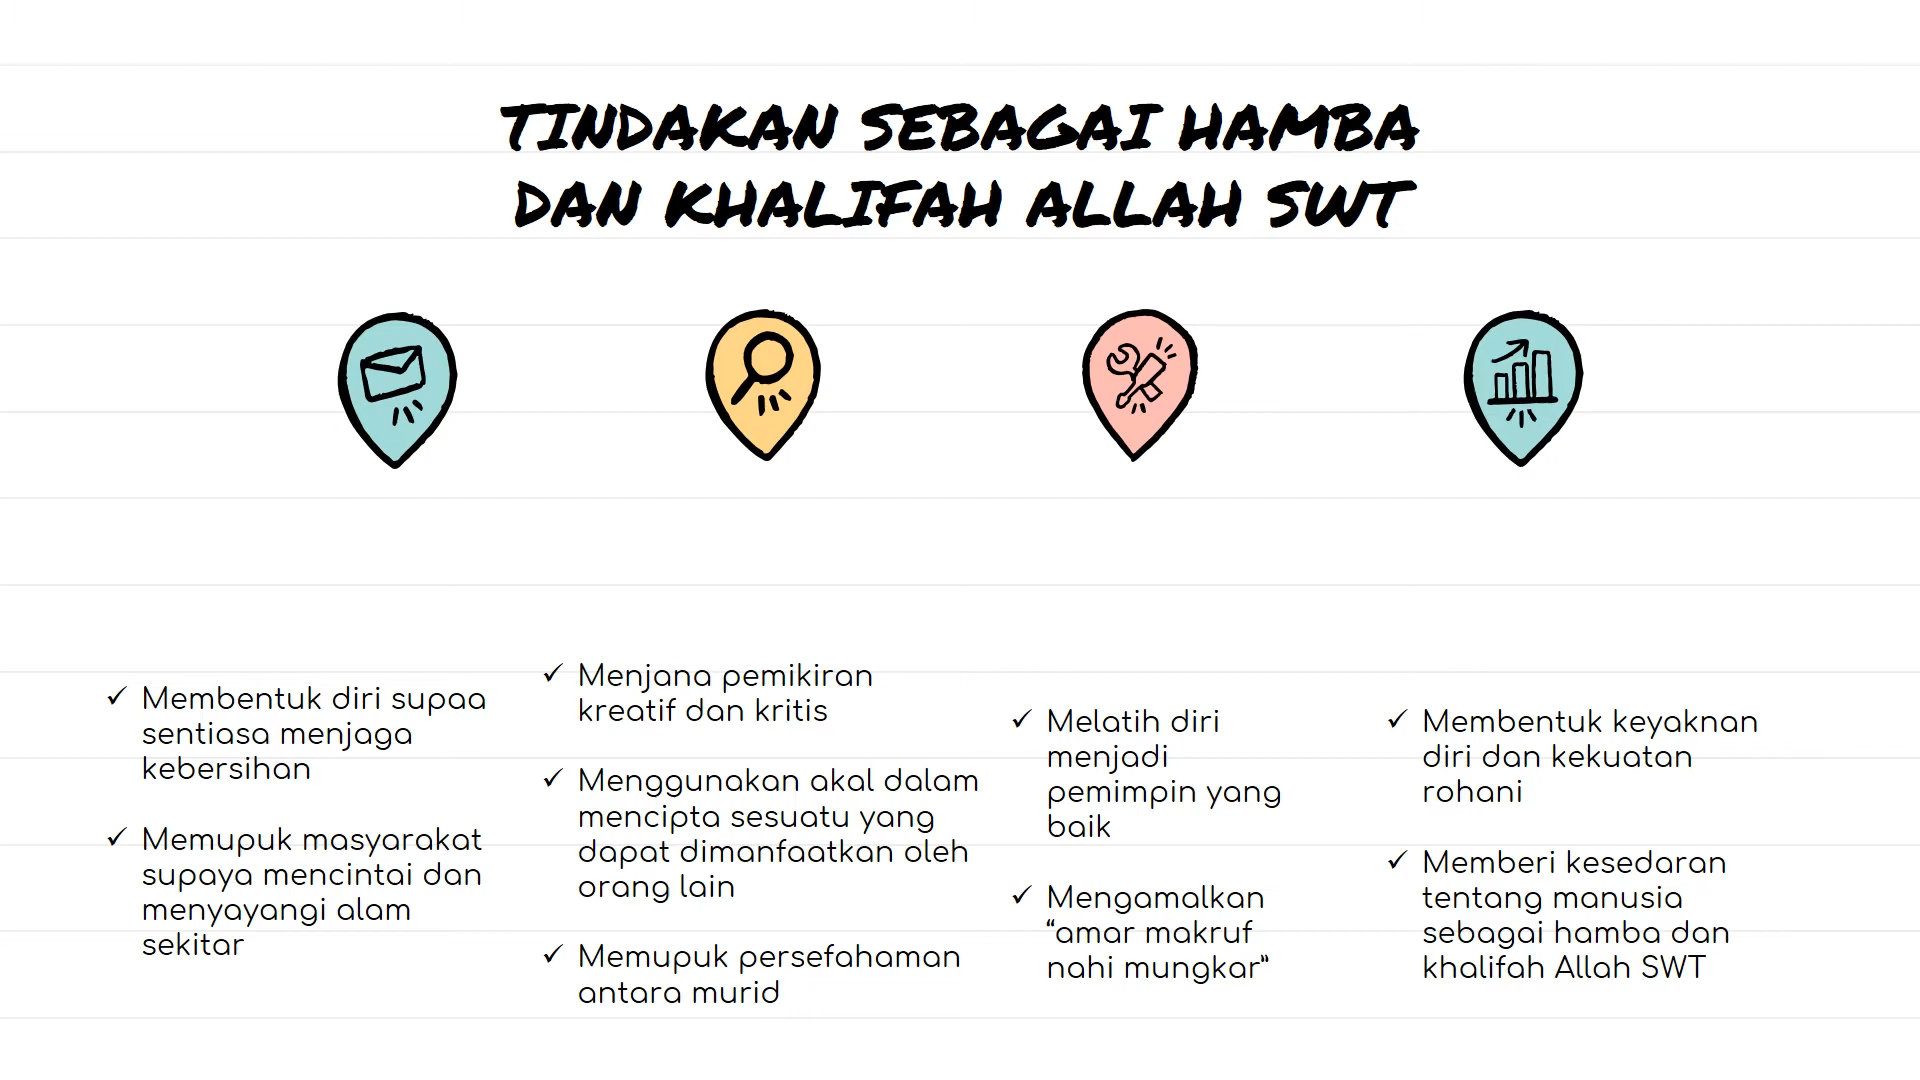 TINDAKAN SEBAGAI HAMBA
DAN KHALIFAH ALLAH SWT
✓ Membentuk diri supaa
sentiasa menjaga
kebersihan
✓ Memupuk masyarakat
supaya mencintai dan
menyayangi alam
sekitar
✓ Menjana pemikiran
kreatif dan kritis
✓ Menggunakan akal dalam
mencipta sesuatu yang
dapat dimanfaatkan oleh
orang lain
✓ Memupuk persefahaman
antara murid
✓ Melatih diri
menjadi
pemimpin yang
baik
✓ Mengamalkan
“amar makruf
nahi mungkar”
✓ Membentuk keyaknan
diri dan kekuatan
rohani
✓ Memberi kesedaran
tentang manusia
sebagai hamba dan
khalifah Allah SWT